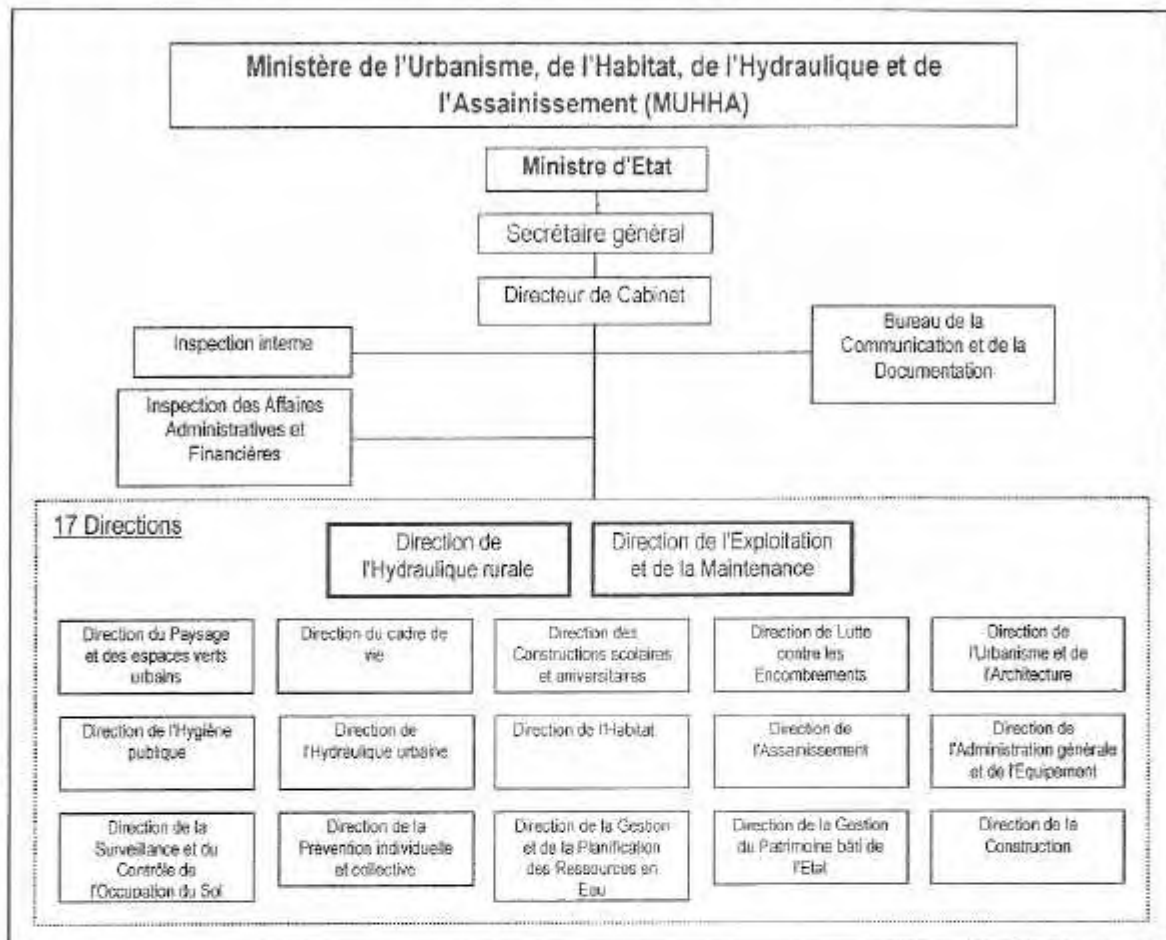 Ministère de l'Urbanisme, de l'Habitat, de l'Hydraulique et de
l'Assainissement (MUHHA)
Ministre d'Etat
Secrétaire général
Directeur de Cabinet
Inspection interne
Bureau de la
Communication et de la
Documentation
Inspection des Affaires
Administratives et
Financières
17 Directions
Direction de
l'Hydraulique rurale
Direction de l'Exploitation
et de la Maintenance
Direction du Paysage
et des espaces verts
urbains
Direction du cadre de
vie
Direction des
Constructions scolaires
et universitaires
Direction de Lutte
contre les
Encombrements
Direction de
l'Urbanisme et de
l'Architecture
Direction de l'Hygiène
publique
Direction de
l'Hydraulique urbaine
Direction de l'Habitat
Direction de
l'Assainissement
Direction de
l'Administration générale
et de l'Equipement
Direction de la
Surveillance et du
Contrôle de
l'Occupation du Sol
Direction de la
Prévention individuelle
et collective
Direction de la Gestion
et de la Planification
des Ressources en
Eau
Direction de la Gestion
du Patrimoine bâti de
l'Etat
Direction de la
Construction